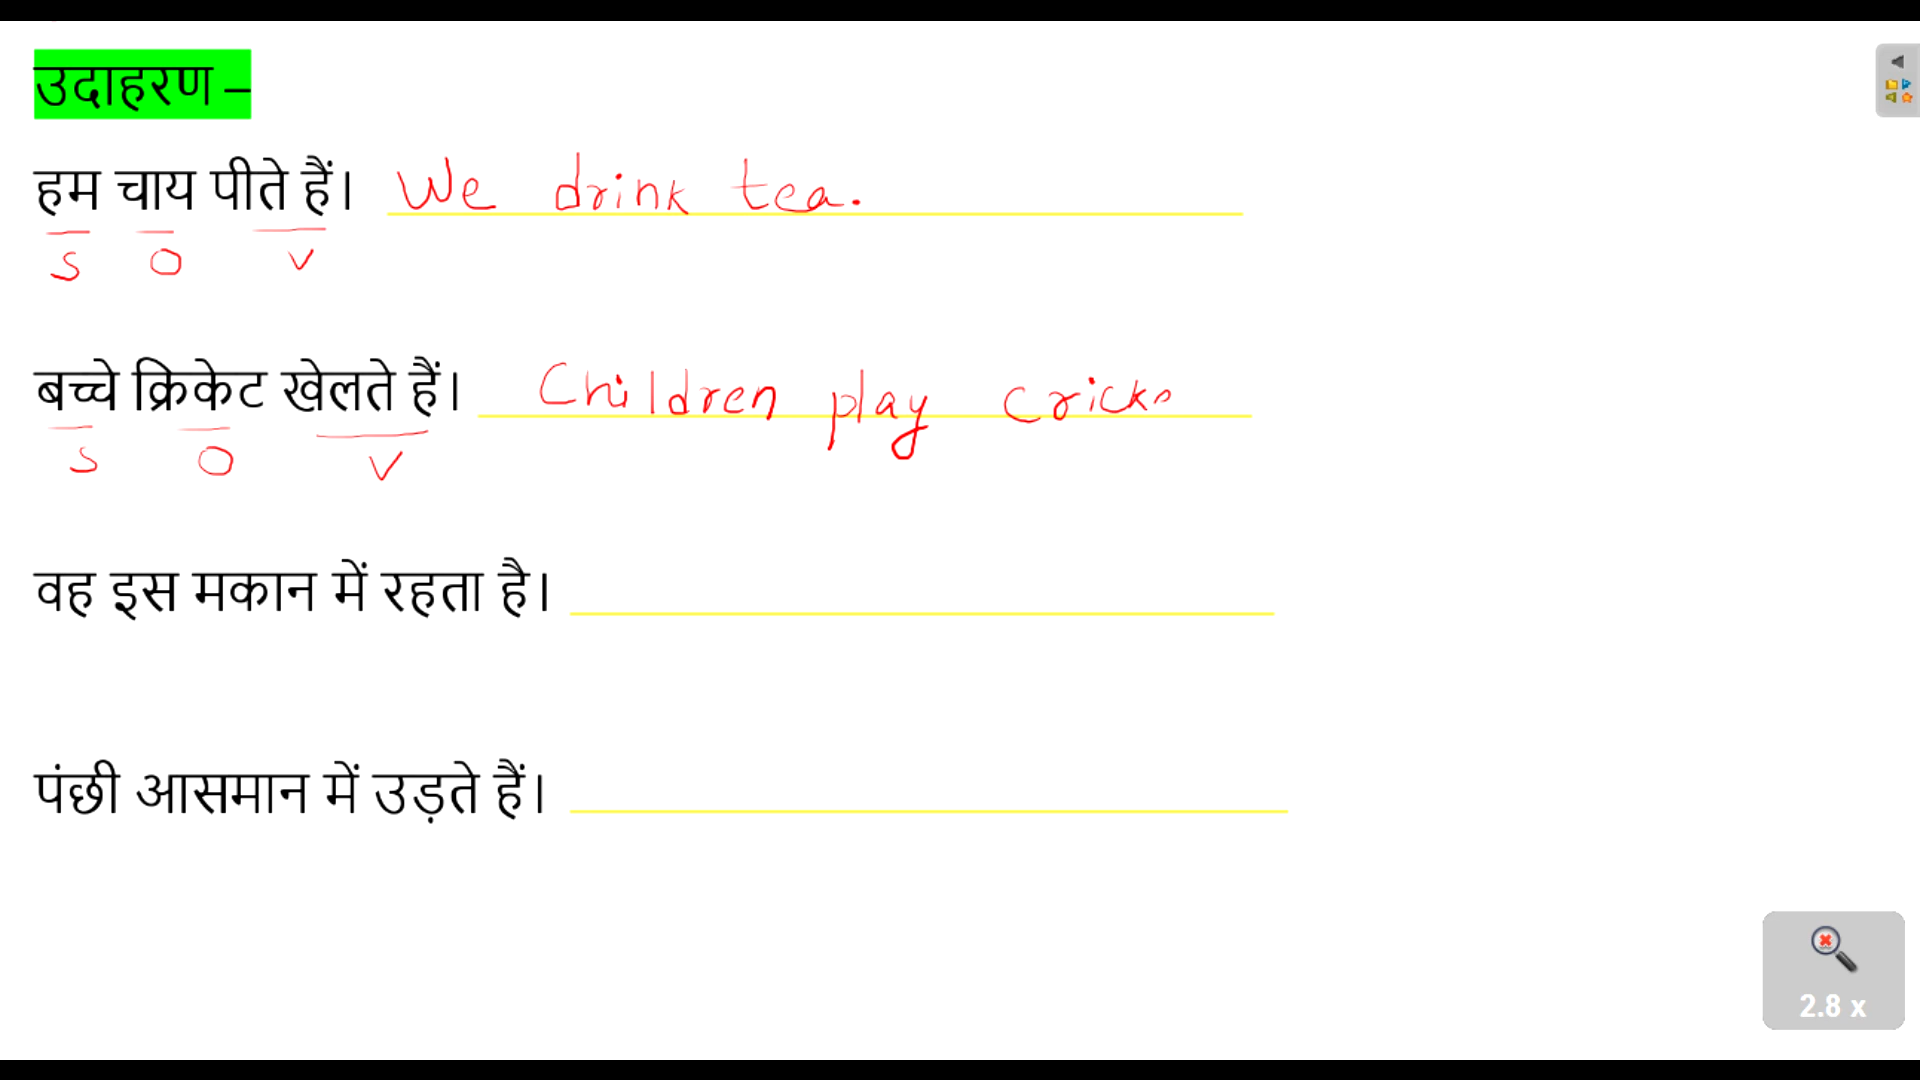 उदाहरण –
हम चाय पीते हैं। We drink tea.
S O V
बच्चे क्रिकेट खेलते हैं। Children play
S O V
वह इस मकान में रहता है।
पंछी आसमान में उड़ते हैं।
2.8 x